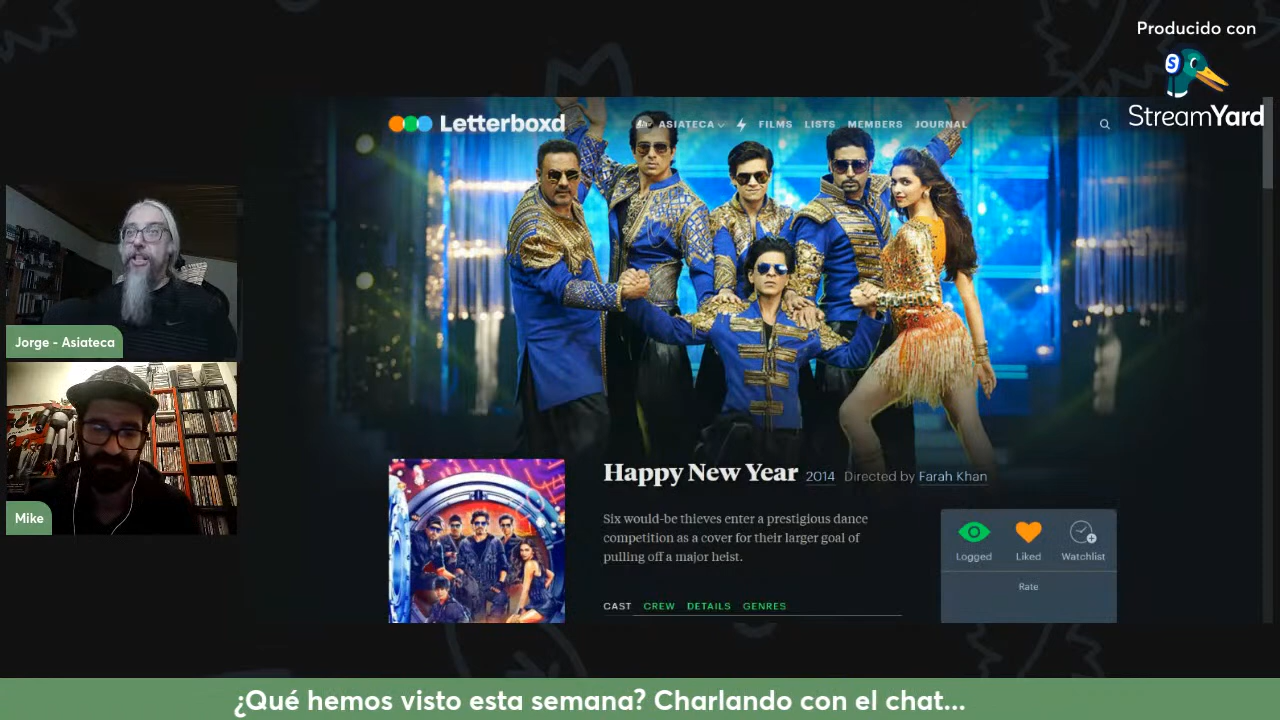 Producido con
StreamYard
Letterboxd
ASIATECA FILMS LISTS MEMBERS JOURNAL
Jorge - Asiateca
Mike
Happy New Year 2014 Directed by Farah Khan
Six would-be thieves enter a prestigious dance
competition as a cover for their larger goal of
pulling off a major heist.
Logged Liked Watchlist
Rate
CAST CREW DETAILS GENRES
¿Qué hemos visto esta semana? Charlando con el chat...